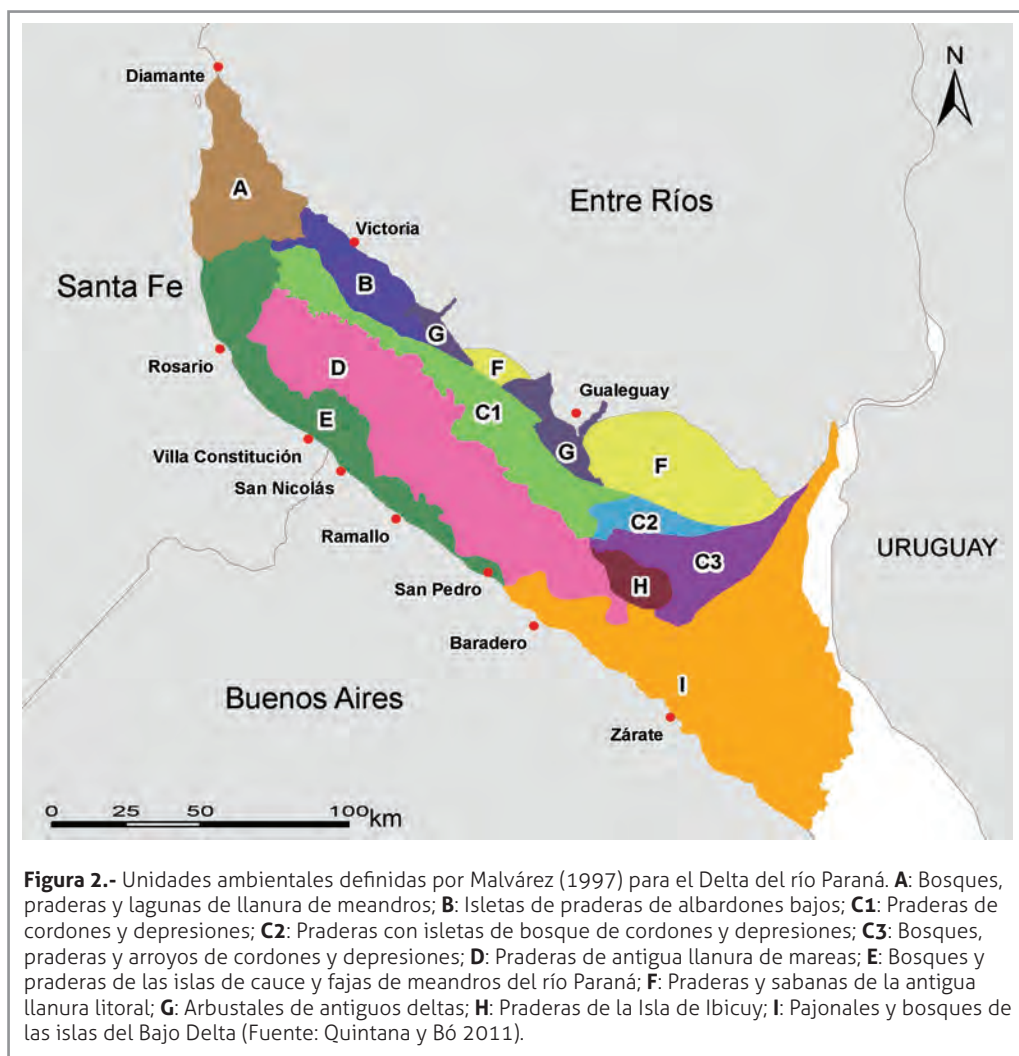 Diamante
N
A
Entre Ríos
Victoria
Santa Fe
B
G
F
Rosario
D
Gualeguay
C1
E
G
F
Villa Constitución
San Nicolás
C2
Ramallo
URUGUAY
C3
San Pedro
H
Baradero
I
Buenos Aires
Zárate
0 25 50 100 km
Figura 2.- Unidades ambientales definidas por Malvárez (1997) para el Delta del río Paraná. A: Bosques,
praderas y lagunas de llanura de meandros; B: Isletas de praderas de albardones bajos; C1: Praderas de
cordones y depresiones; C2: Praderas con isletas de bosque de cordones y depresiones; C3: Bosques,
praderas y arroyos de cordones y depresiones; D: Praderas de antigua llanura de mareas; E: Bosques y
praderas de las islas de cauce y fajas de meandros del río Paraná; F: Praderas y sabanas de la antigua
llanura litoral; G: Arbustales de antiguos deltas; H: Praderas de la Isla de Ibicuy; I: Pajonales y bosques de
las islas del Bajo Delta (Fuente: Quintana y Bó 2011).